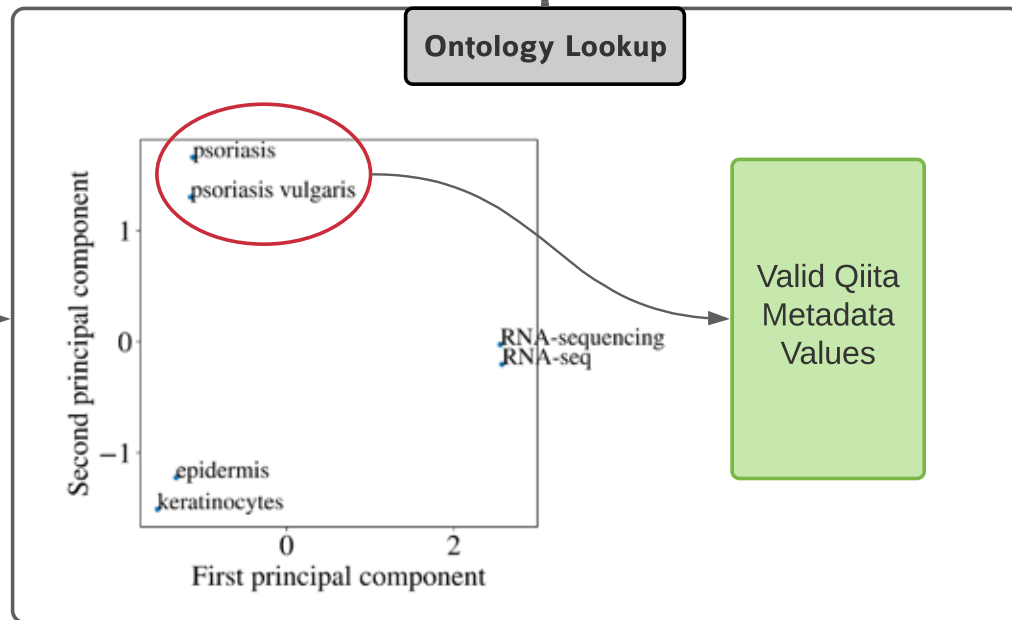 Ontology Lookup
psoriasis
psoriasis vulgaris
1
0
−1
Second principal component
RNA-sequencing
RNA-seq
epidermis
keratinocytes
0
2
First principal component
Valid Qiita
Metadata
Values